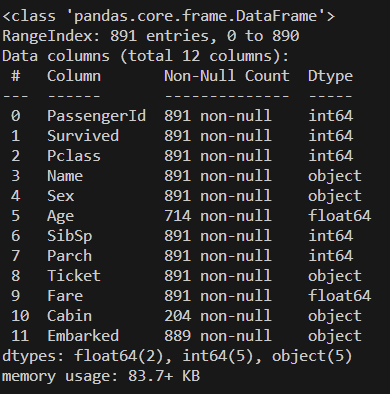 <class 'pandas.core.frame.DataFrame'>
RangeIndex: 891 entries, 0 to 890
Data columns (total 12 columns):
 #   Column       Non-Null Count  Dtype
---  ------       --------------  -----
 0   PassengerId  891 non-null    int64
 1   Survived     891 non-null    int64
 2   Pclass       891 non-null    int64
 3   Name         891 non-null    object
 4   Sex          891 non-null    object
 5   Age          714 non-null    float64
 6   SibSp        891 non-null    int64
 7   Parch        891 non-null    int64
 8   Ticket       891 non-null    object
 9   Fare         891 non-null    float64
 10  Cabin        204 non-null    object
 11  Embarked     889 non-null    object
dtypes: float64(2), int64(5), object(5)
memory usage: 83.7+ KB